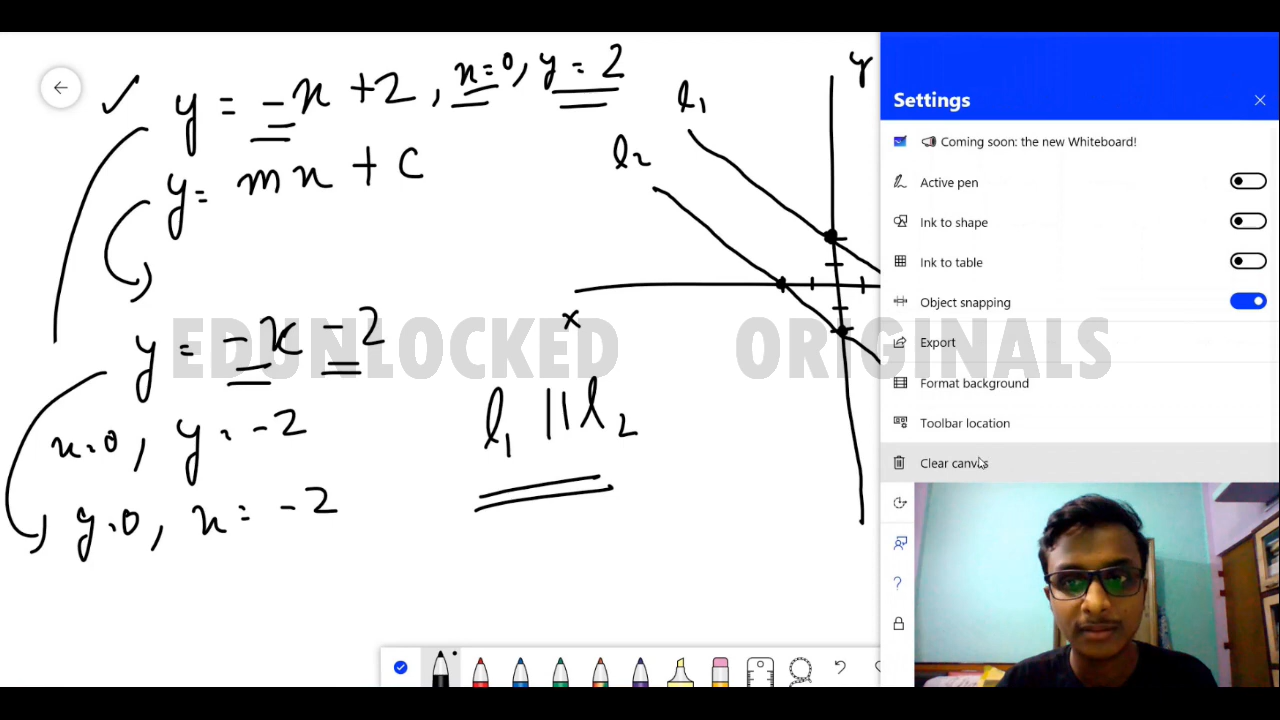 y = -x + 2, x=0, y = 2
y = mx + c
y = -x - 2
x=0, y = -2
y=0, x = -2
l₁ || l₂
l₁
l₂
y
x
EDUNLOCKED ORIGINALS
Settings
Coming soon: the new Whiteboard!
Active pen
Ink to shape
Ink to table
Object snapping
Export
Format background
Toolbar location
Clear canvas
?